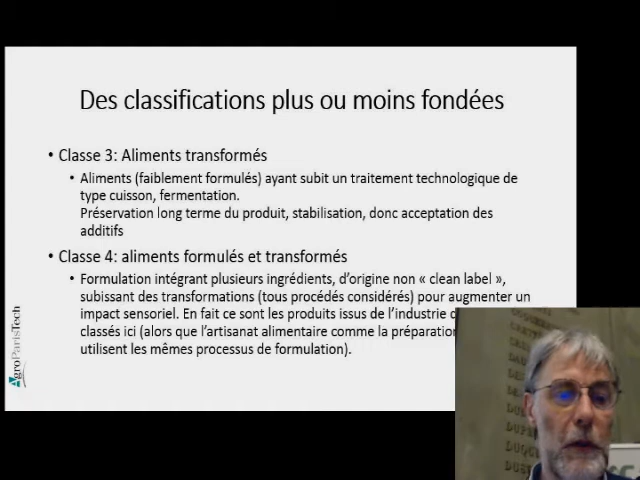 Des classifications plus ou moins fondées
• Classe 3: Aliments transformés
• Aliments (faiblement formulés) ayant subit un traitement technologique de
type cuisson, fermentation.
Préservation long terme du produit, stabilisation, donc acceptation des
additifs
• Classe 4: aliments formulés et transformés
• Formulation intégrant plusieurs ingrédients, d'origine non « clean label »,
subissant des transformations (tous procédés considérés) pour augmenter un
impact sensoriel. En fait ce sont les produits issus de l'industrie
classés ici (alors que l'artisanat alimentaire comme la préparation
utilisent les mêmes processus de formulation).
AgroParisTech